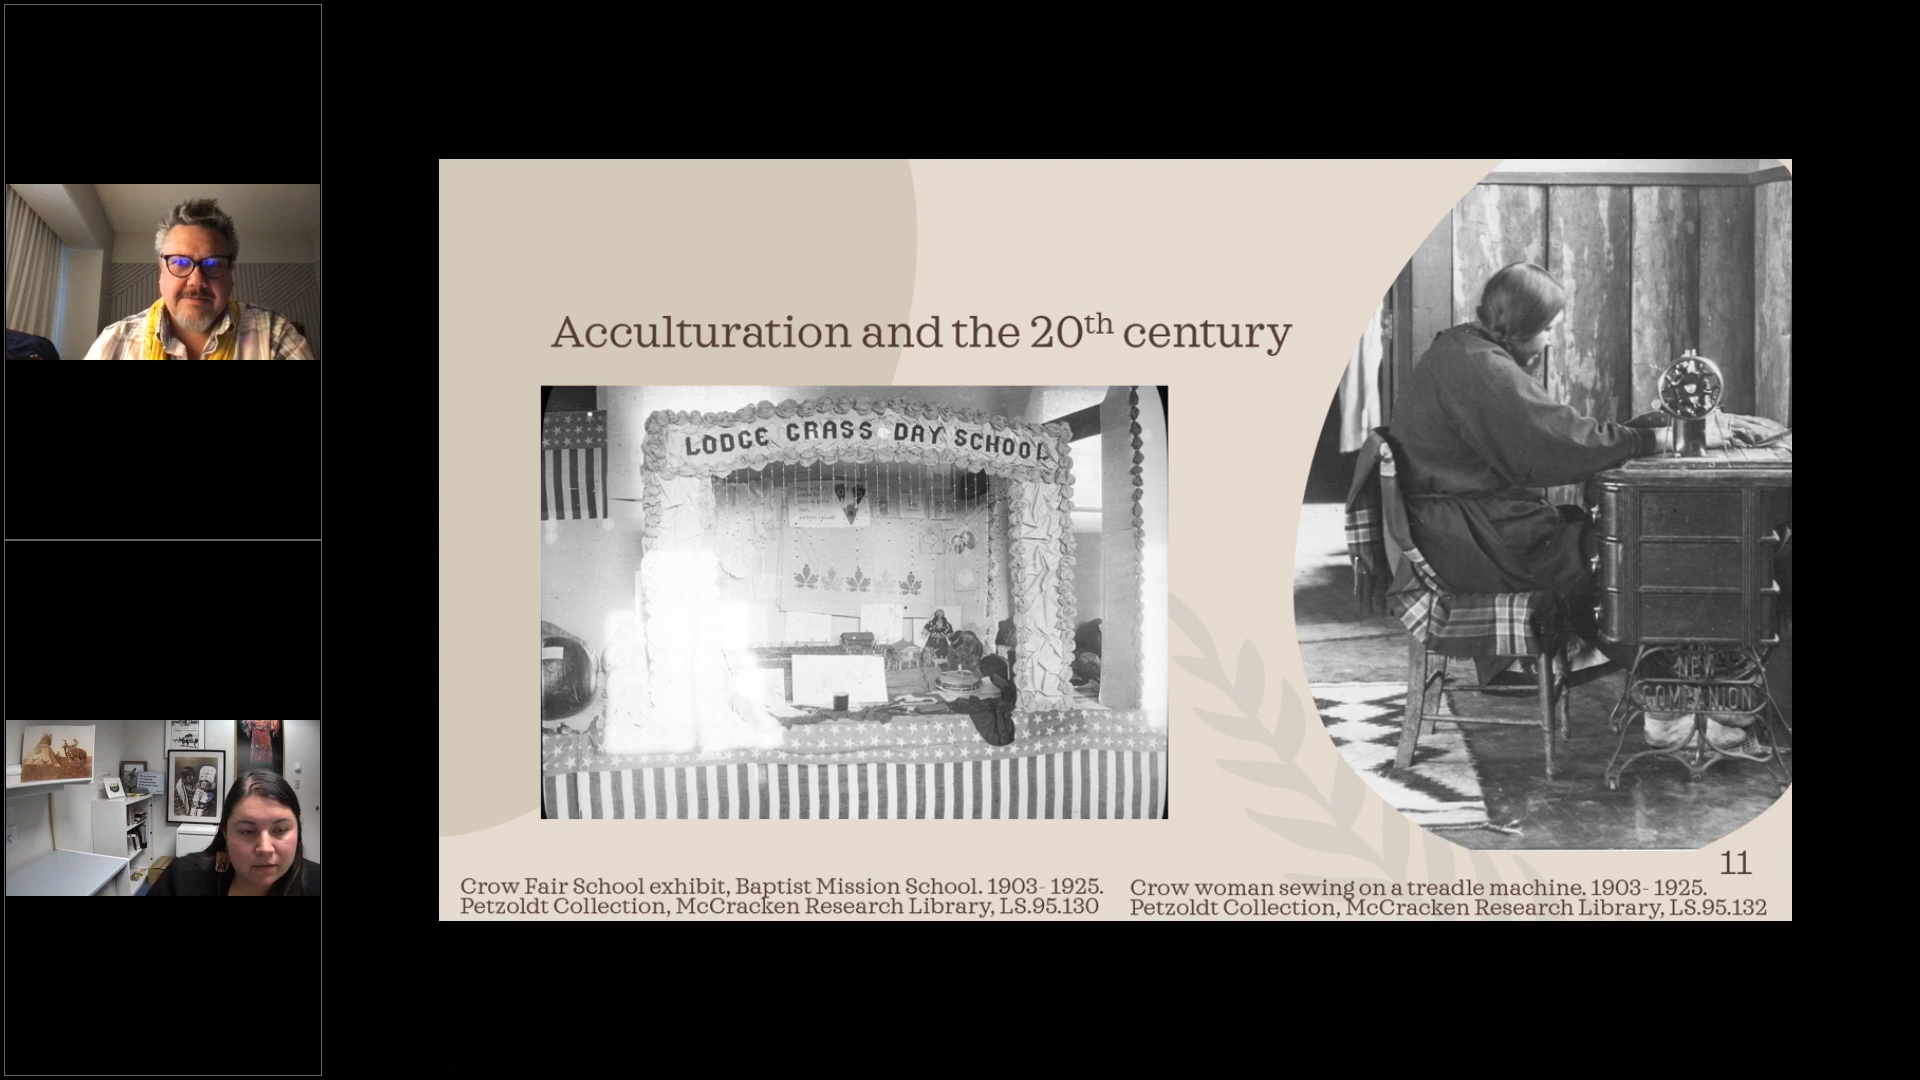 Acculturation and the 20th century
LODGE GRASS DAY SCHOOL
NEW
COMPANION
11
Crow Fair School exhibit, Baptist Mission School. 1903- 1925.
Petzoldt Collection, McCracken Research Library, LS.95.130
Crow woman sewing on a treadle machine. 1903- 1925.
Petzoldt Collection, McCracken Research Library, LS.95.132